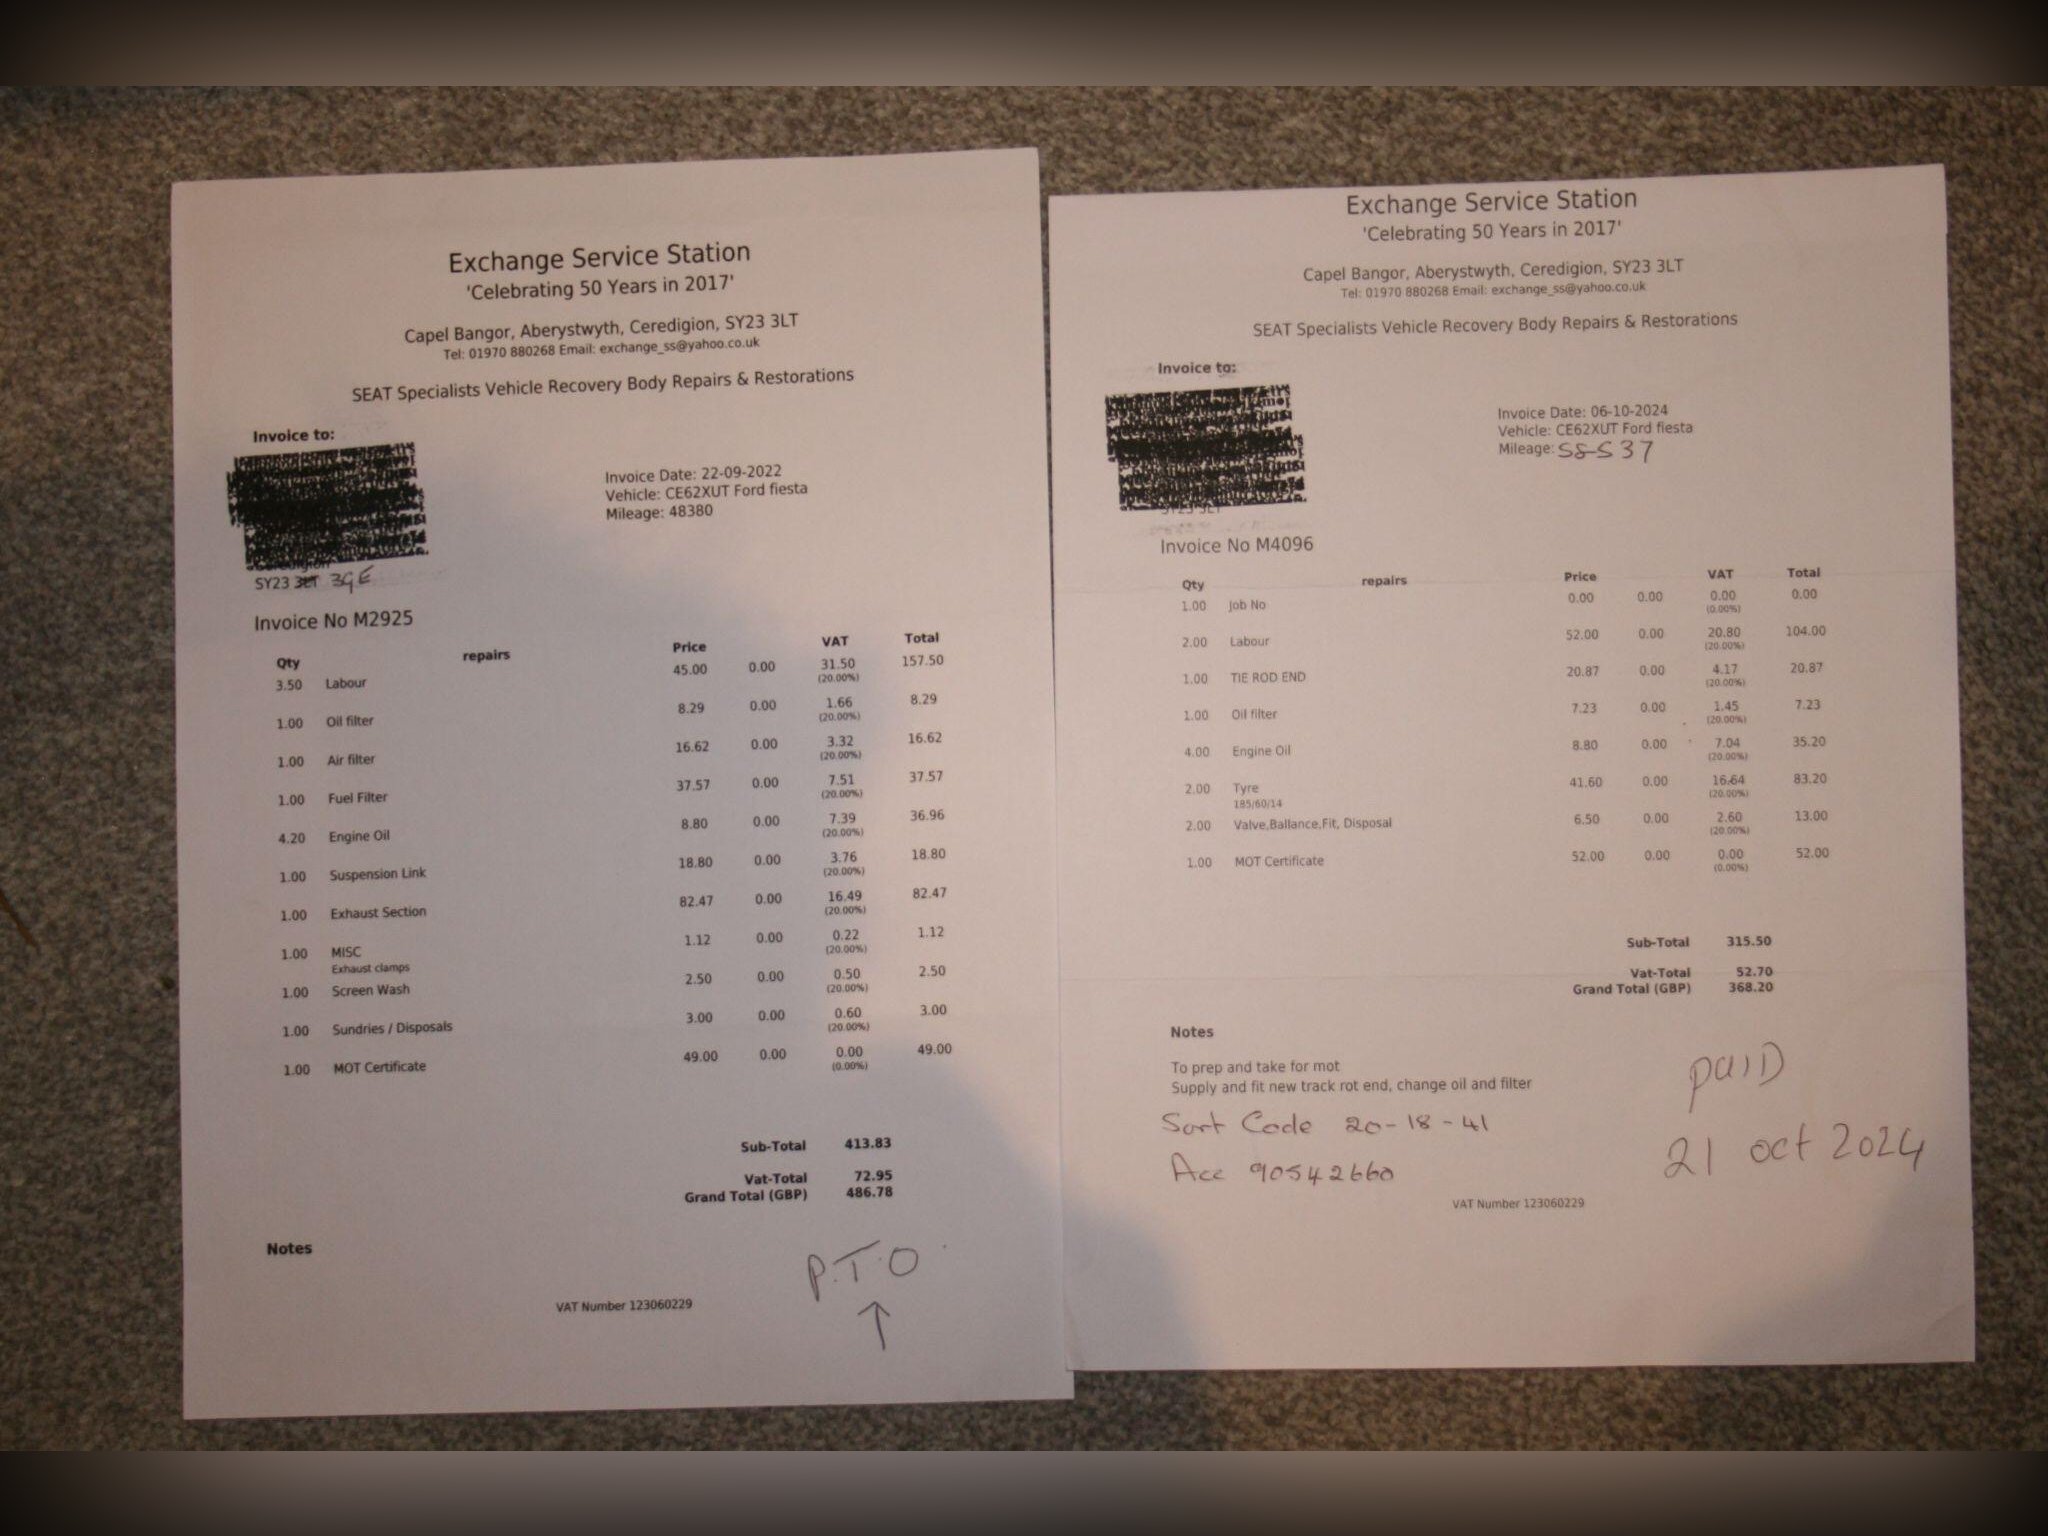 Exchange Service Station
'Celebrating 50 Years in 2017'
Capel Bangor, Aberystwyth, Ceredigion, SY23 3LT
Tel: 01970 880268 Email: exchange_ss@yahoo.co.uk
SEAT Specialists Vehicle Recovery Body Repairs & Restorations
Invoice to:
Invoice Date: 22-09-2022
Vehicle: CE62XUT Ford fiesta
Mileage: 48380
Ceredigion
SY23 3LT 3GE
Invoice No M2925
Qty repairs Price VAT Total
3.50 Labour 45.00 0.00 31.50 157.50
(20.00%)
1.00 Oil filter 8.29 0.00 1.66 8.29
(20.00%)
1.00 Air filter 16.62 0.00 3.32 16.62
(20.00%)
1.00 Fuel Filter 37.57 0.00 7.51 37.57
(20.00%)
4.20 Engine Oil 8.80 0.00 7.39 36.96
(20.00%)
1.00 Suspension Link 18.80 0.00 3.76 18.80
(20.00%)
1.00 Exhaust Section 82.47 0.00 16.49 82.47
(20.00%)
1.00 MISC 1.12 0.00 0.22 1.12
Exhaust clamps (20.00%)
1.00 Screen Wash 2.50 0.00 0.50 2.50
(20.00%)
1.00 Sundries / Disposals 3.00 0.00 0.60 3.00
(20.00%)
1.00 MOT Certificate 49.00 0.00 0.00 49.00
(0.00%)
Sub-Total 413.83
Vat-Total 72.95
Grand Total (GBP) 486.78
Notes
P.T.O
VAT Number 123060229
Exchange Service Station
'Celebrating 50 Years in 2017'
Capel Bangor, Aberystwyth, Ceredigion, SY23 3LT
Tel: 01970 880268 Email: exchange_ss@yahoo.co.uk
SEAT Specialists Vehicle Recovery Body Repairs & Restorations
Invoice to:
Invoice Date: 06-10-2024
Vehicle: CE62XUT Ford fiesta
Mileage: 58537
SY23 3LT
Invoice No M4096
Qty repairs Price VAT Total
1.00 Job No 0.00 0.00 0.00 0.00
(0.00%)
2.00 Labour 52.00 0.00 20.80 104.00
(20.00%)
1.00 TIE ROD END 20.87 0.00 4.17 20.87
(20.00%)
1.00 Oil filter 7.23 0.00 1.45 7.23
(20.00%)
4.00 Engine Oil 8.80 0.00 7.04 35.20
(20.00%)
2.00 Tyre 41.60 0.00 16.64 83.20
185/60/14 (20.00%)
2.00 Valve,Ballance,Fit, Disposal 6.50 0.00 2.60 13.00
(20.00%)
1.00 MOT Certificate 52.00 0.00 0.00 52.00
(0.00%)
Sub-Total 315.50
Vat-Total 52.70
Grand Total (GBP) 368.20
Notes
To prep and take for mot
Supply and fit new track rot end, change oil and filter
PAID
Sort Code 20-18-41
21 Oct 2024
Acc 90542660
VAT Number 123060229